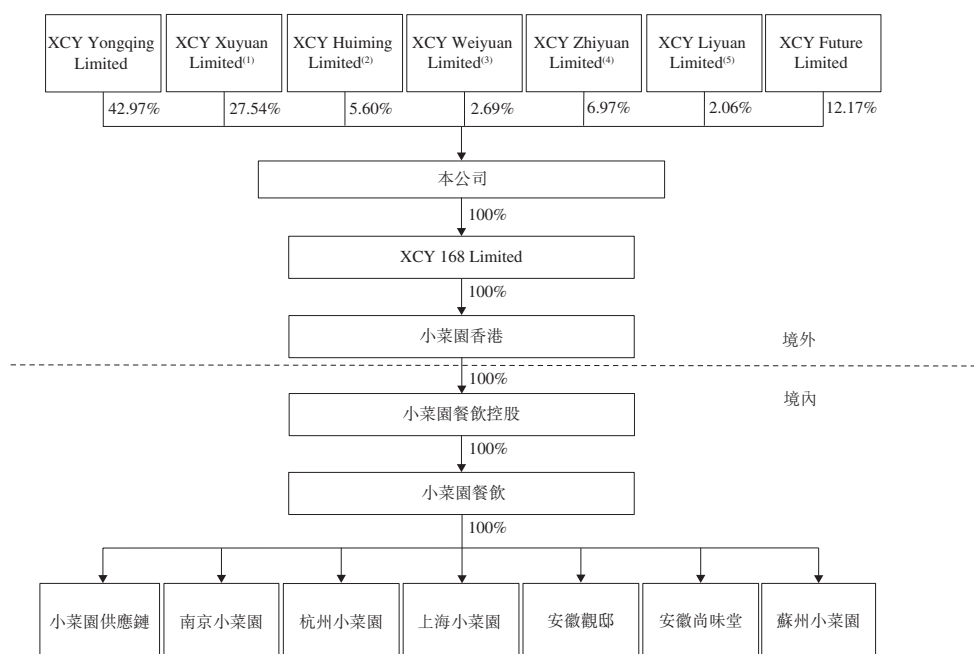 XCY Yongqing
Limited
XCY Xuyuan
Limited(1)
XCY Huiming
Limited(2)
XCY Weiyuan
Limited(3)
XCY Zhiyuan
Limited(4)
XCY Liyuan
Limited(5)
XCY Future
Limited
42.97%
27.54%
5.60%
2.69%
6.97%
2.06%
12.17%
本公司
100%
XCY 168 Limited
100%
小菜園香港
境外
100%
境內
小菜園餐飲控股
100%
小菜園餐飲
100%
小菜園供應鏈
南京小菜園
杭州小菜園
上海小菜園
安徽觀邸
安徽尚味堂
蘇州小菜園